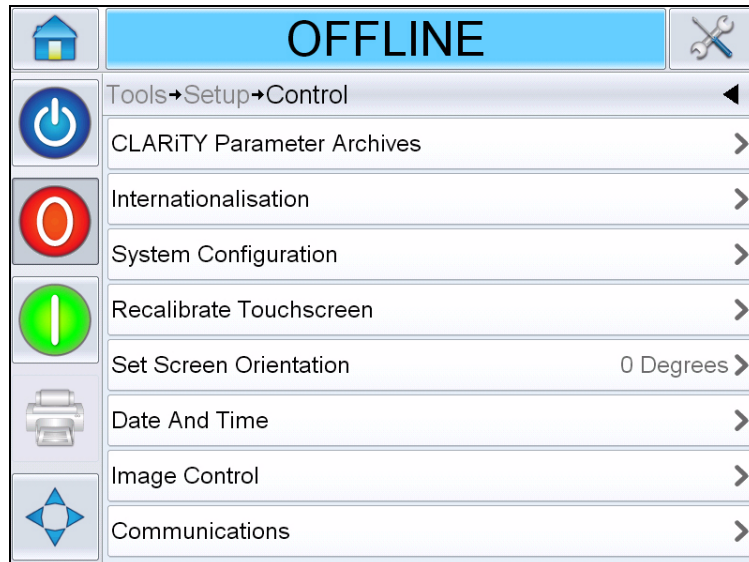 OFFLINE
Tools→Setup→Control
CLARiTY Parameter Archives
Internationalisation
System Configuration
Recalibrate Touchscreen
Set Screen Orientation 0 Degrees
Date And Time
Image Control
Communications